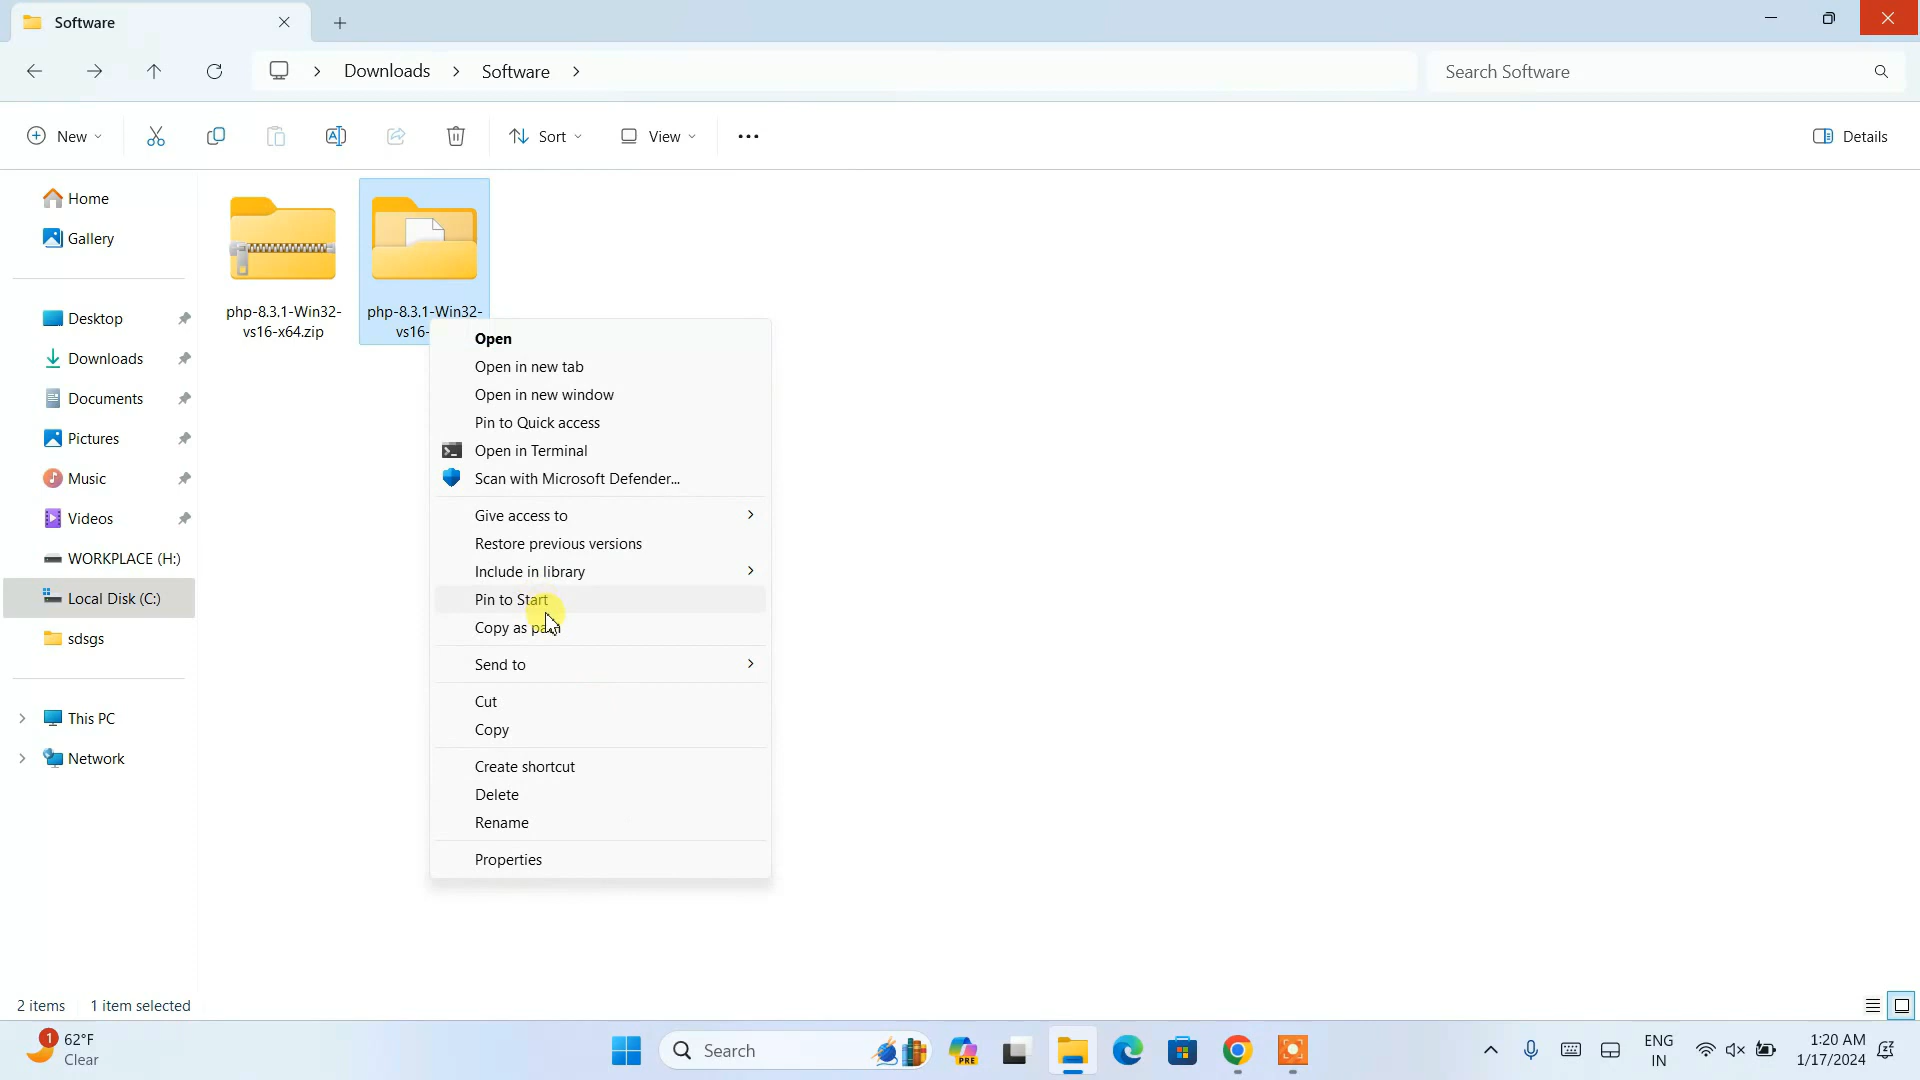 Software
Downloads
Software
Search Software
New
Sort
View
Details
Home
Gallery
Desktop
Downloads
Documents
Pictures
Music
Videos
WORKPLACE (H:)
Local Disk (C:)
sdsgs
This PC
Network
php-8.3.1-Win32-
vs16-x64.zip
php-8.3.1-Win32-
vs16-
Open
Open in new tab
Open in new window
Pin to Quick access
Open in Terminal
Scan with Microsoft Defender...
Give access to
Restore previous versions
Include in library
Pin to Start
Copy as path
Send to
Cut
Copy
Create shortcut
Delete
Rename
Properties
2 items 1 item selected
1
62°F
Clear
Search
PRE
ENG
IN
1:20 AM
1/17/2024